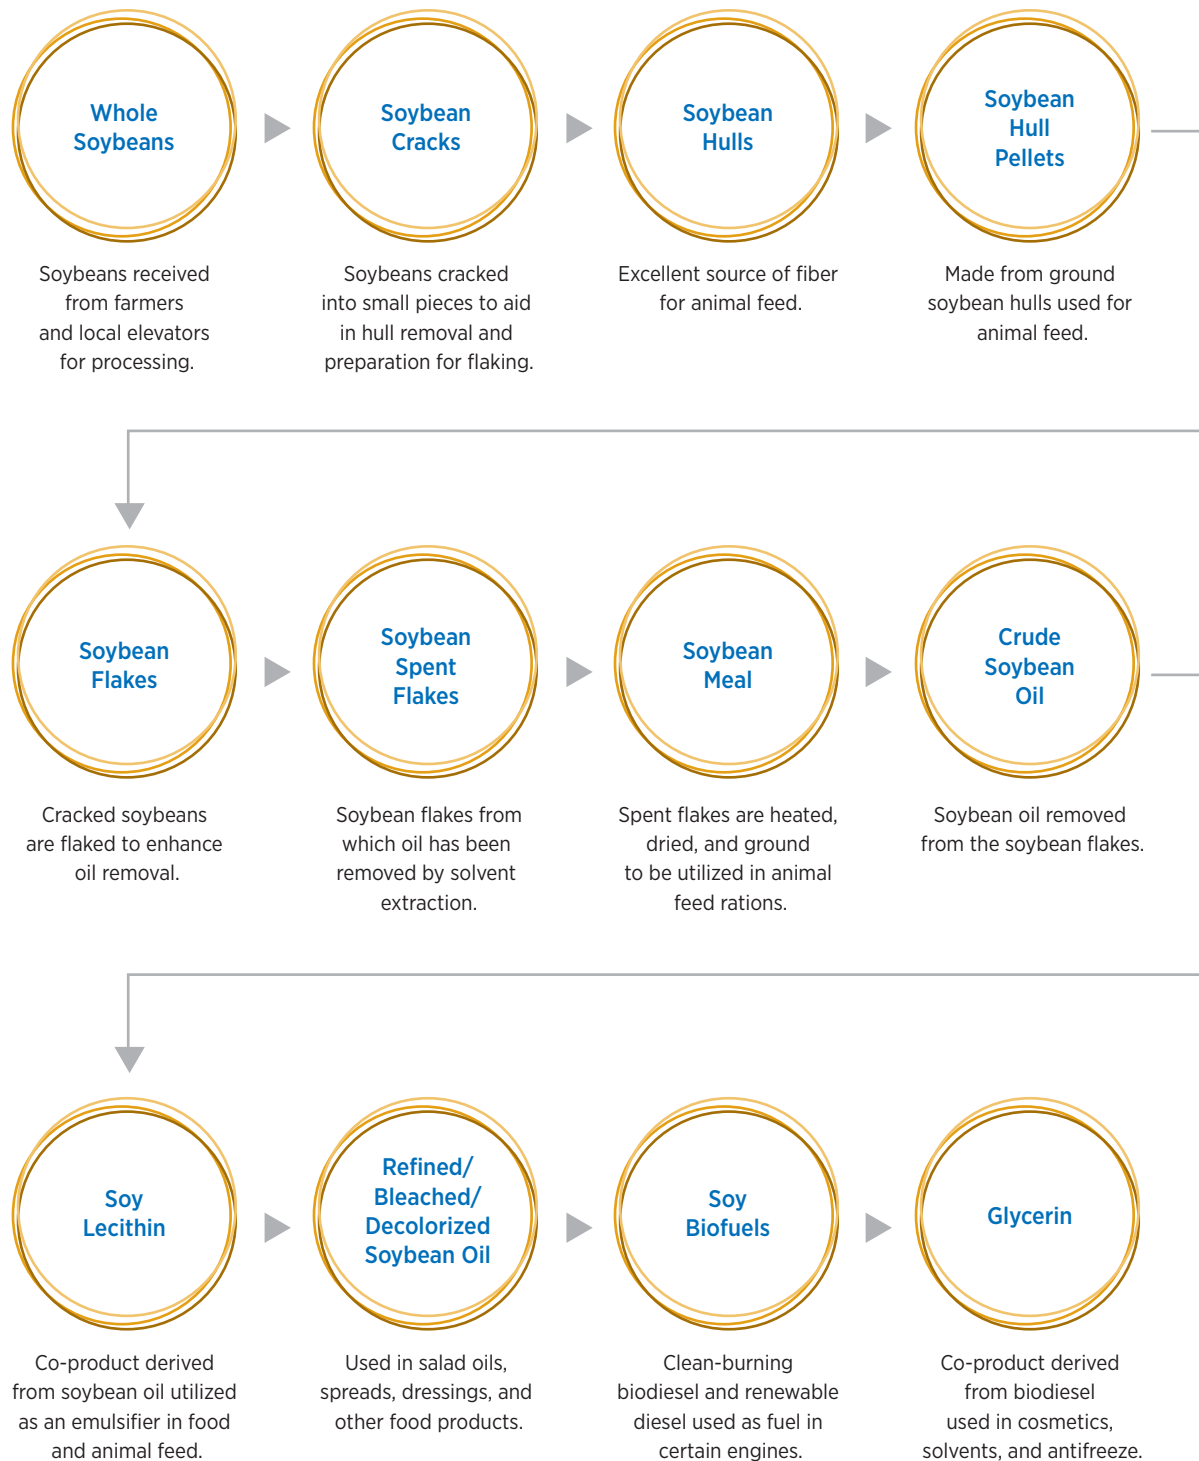 Whole
Soybeans
Soybeans received
from farmers
and local elevators
for processing.
Soybean
Cracks
Soybeans cracked
into small pieces to aid
in hull removal and
preparation for flaking.
Soybean
Hulls
Excellent source of fiber
for animal feed.
Soybean
Hull
Pellets
Made from ground
soybean hulls used for
animal feed.
Soybean
Flakes
Cracked soybeans
are flaked to enhance
oil removal.
Soybean
Spent
Flakes
Soybean flakes from
which oil has been
removed by solvent
extraction.
Soybean
Meal
Spent flakes are heated,
dried, and ground
to be utilized in animal
feed rations.
Crude
Soybean
Oil
Soybean oil removed
from the soybean flakes.
Soy
Lecithin
Co-product derived
from soybean oil utilized
as an emulsifier in food
and animal feed.
Refined/
Bleached/
Decolorized
Soybean Oil
Used in salad oils,
spreads, dressings, and
other food products.
Soy
Biofuels
Clean-burning
biodiesel and renewable
diesel used as fuel in
certain engines.
Glycerin
Co-product derived
from biodiesel
used in cosmetics,
solvents, and antifreeze.